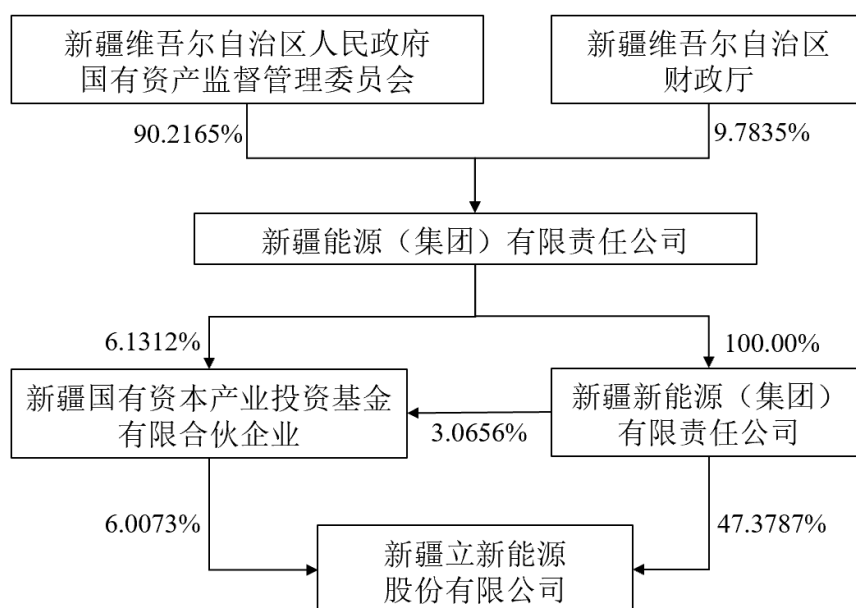 新疆维吾尔自治区人民政府
国有资产监督管理委员会
新疆维吾尔自治区
财政厅
90.2165%
9.7835%
新疆能源（集团）有限责任公司
6.1312%
100.00%
新疆国有资本产业投资基金
有限合伙企业
3.0656%
新疆新能源（集团）
有限责任公司
6.0073%
47.3787%
新疆立新能源
股份有限公司